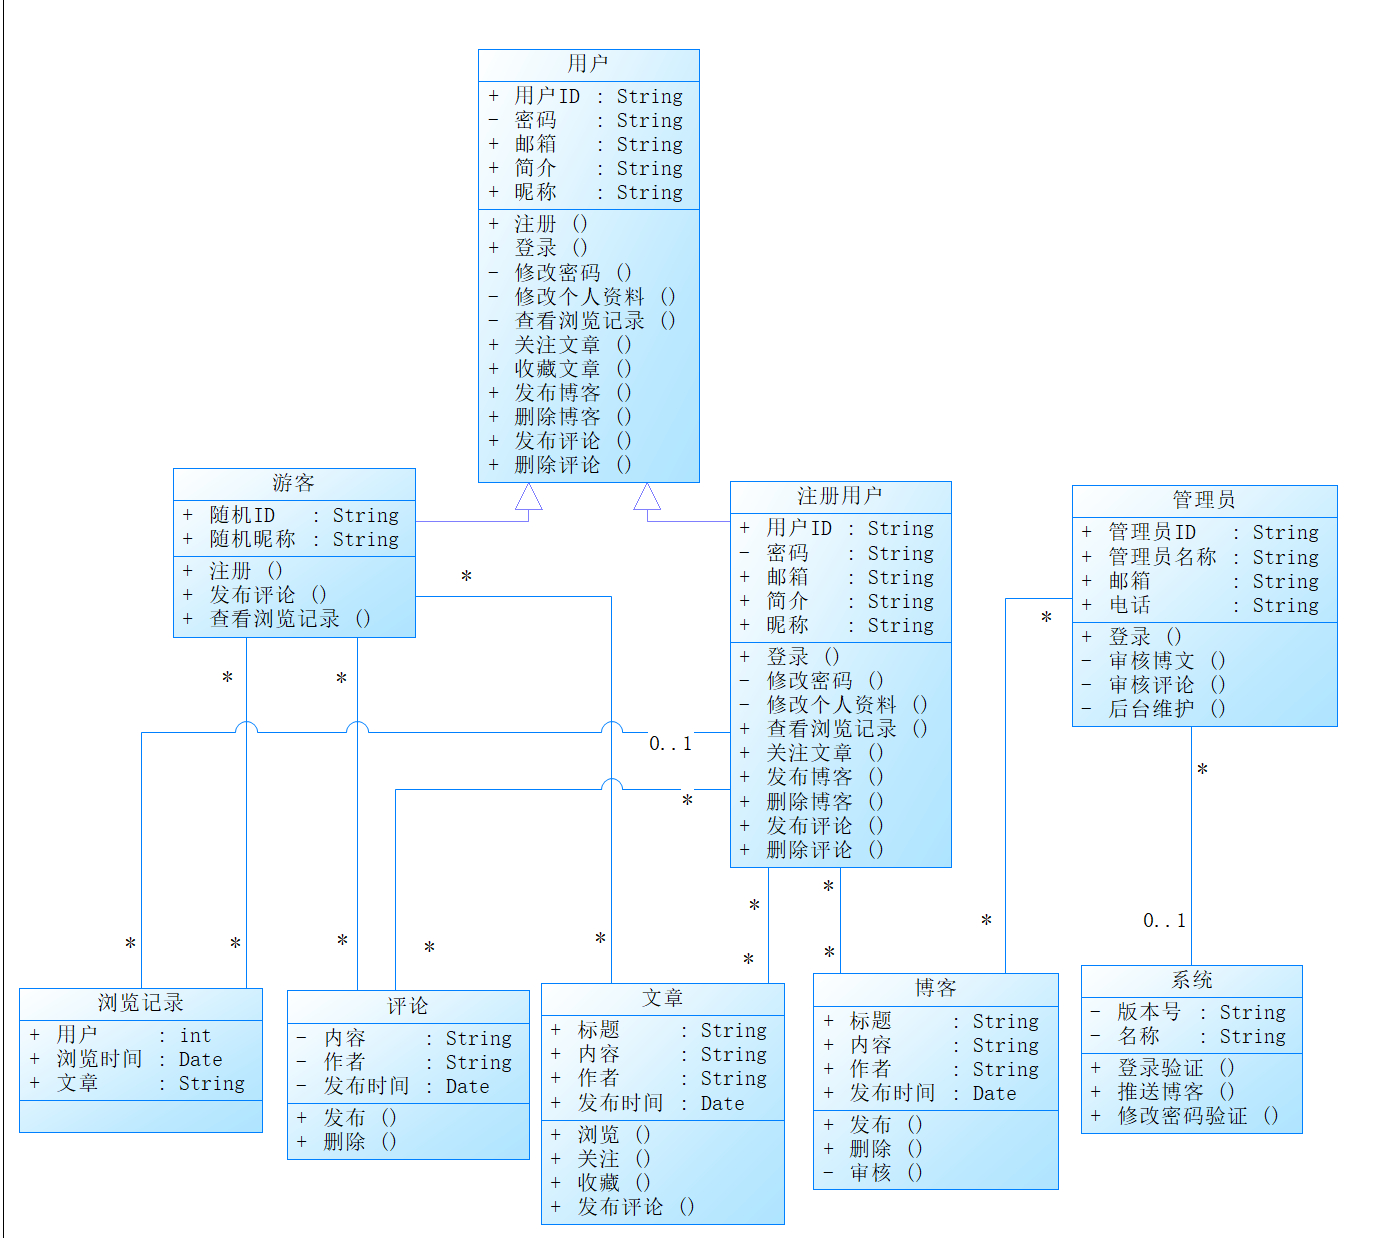 用户
+ 用户ID : String
- 密码 : String
+ 邮箱 : String
+ 简介 : String
+ 昵称 : String
+ 注册 ()
+ 登录 ()
- 修改密码 ()
- 修改个人资料 ()
- 查看浏览记录 ()
+ 关注文章 ()
+ 收藏文章 ()
+ 发布博客 ()
+ 删除博客 ()
+ 发布评论 ()
+ 删除评论 ()
游客
+ 随机ID : String
+ 随机昵称 : String
+ 注册 ()
+ 发布评论 ()
+ 查看浏览记录 ()
注册用户
+ 用户ID : String
- 密码 : String
+ 邮箱 : String
+ 简介 : String
+ 昵称 : String
+ 登录 ()
- 修改密码 ()
- 修改个人资料 ()
+ 查看浏览记录 ()
+ 关注文章 ()
+ 发布博客 ()
+ 删除博客 ()
+ 发布评论 ()
+ 删除评论 ()
管理员
+ 管理员ID : String
+ 管理员名称 : String
+ 邮箱 : String
+ 电话 : String
+ 登录 ()
- 审核博文 ()
- 审核评论 ()
- 后台维护 ()
*
*
*
*
0..1
*
*
*
*
*
*
*
*
*
*
*
*
0..1
浏览记录
+ 用户 : int
+ 浏览时间 : Date
+ 文章 : String
评论
- 内容 : String
- 作者 : String
- 发布时间 : Date
+ 发布 ()
+ 删除 ()
文章
+ 标题 : String
+ 内容 : String
+ 作者 : String
+ 发布时间 : Date
+ 浏览 ()
+ 关注 ()
+ 收藏 ()
+ 发布评论 ()
博客
+ 标题 : String
+ 内容 : String
+ 作者 : String
+ 发布时间 : Date
+ 发布 ()
+ 删除 ()
- 审核 ()
系统
- 版本号 : String
- 名称 : String
+ 登录验证 ()
+ 推送博客 ()
+ 修改密码验证 ()